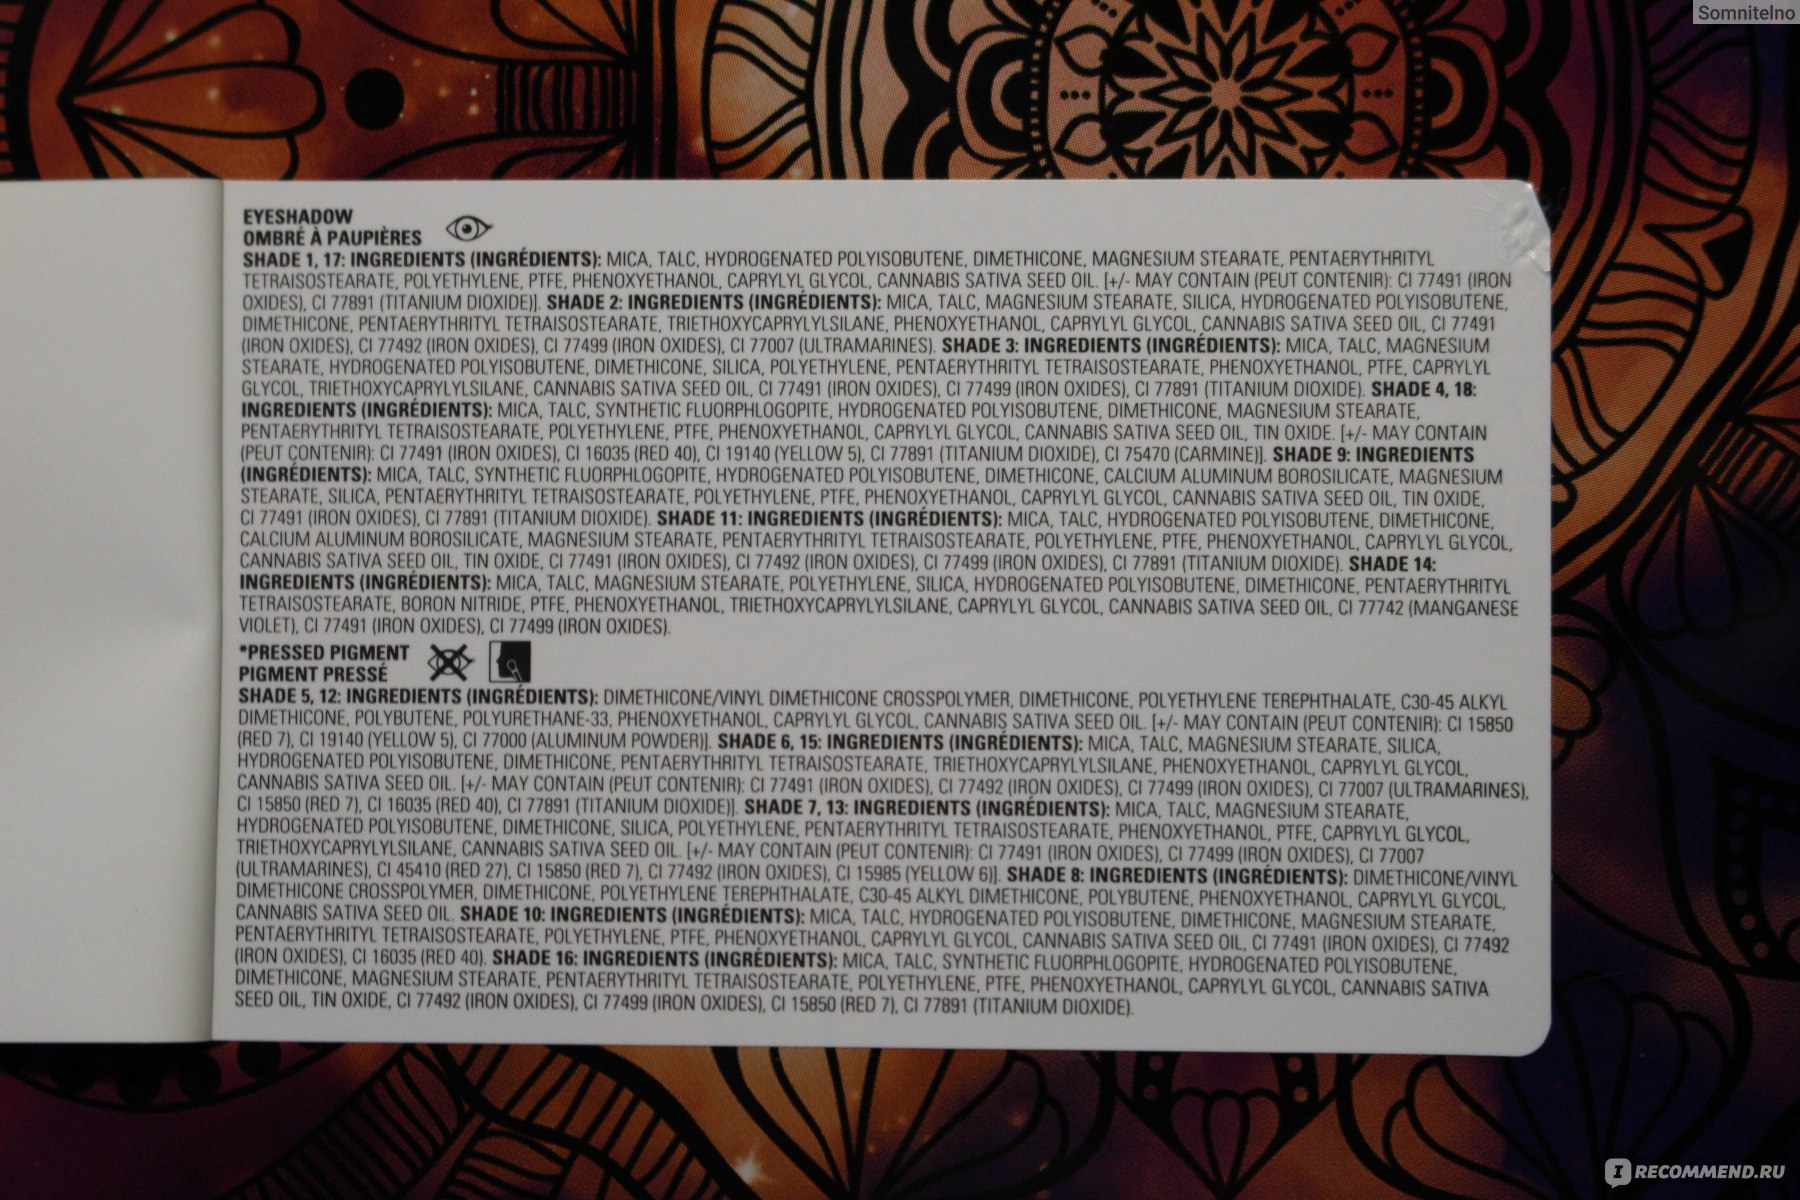 Somnitelno
EYESHADOW
OMBRÉ À PAUPIÈRES
SHADE 1, 17: INGREDIENTS (INGRÉDIENTS): MICA, TALC, HYDROGENATED POLYISOBUTENE, DIMETHICONE, MAGNESIUM STEARATE, PENTAERYTHRITYL
TETRAISOSTEARATE, POLYETHYLENE, PTFE, PHENOXYETHANOL, CAPRYLYL GLYCOL, CANNABIS SATIVA SEED OIL. [+/- MAY CONTAIN (PEUT CONTENIR): CI 77491 (IRON
OXIDES), CI 77891 (TITANIUM DIOXIDE)]. SHADE 2: INGREDIENTS (INGRÉDIENTS): MICA, TALC, MAGNESIUM STEARATE, SILICA, HYDROGENATED POLYISOBUTENE,
DIMETHICONE, PENTAERYTHRITYL TETRAISOSTEARATE, TRIETHOXYCAPRYLYLSILANE, PHENOXYETHANOL, CAPRYLYL GLYCOL, CANNABIS SATIVA SEED OIL, CI 77491
(IRON OXIDES), CI 77492 (IRON OXIDES), CI 77499 (IRON OXIDES), CI 77007 (ULTRAMARINES). SHADE 3: INGREDIENTS (INGRÉDIENTS): MICA, TALC, MAGNESIUM
STEARATE, HYDROGENATED POLYISOBUTENE, DIMETHICONE, SILICA, POLYETHYLENE, PENTAERYTHRITYL TETRAISOSTEARATE, PHENOXYETHANOL, PTFE, CAPRYLYL
GLYCOL, TRIETHOXYCAPRYLYLSILANE, CANNABIS SATIVA SEED OIL, CI 77491 (IRON OXIDES), CI 77499 (IRON OXIDES), CI 77891 (TITANIUM DIOXIDE). SHADE 4, 18:
INGREDIENTS (INGRÉDIENTS): MICA, TALC, SYNTHETIC FLUORPHLOGOPITE, HYDROGENATED POLYISOBUTENE, DIMETHICONE, MAGNESIUM STEARATE,
PENTAERYTHRITYL TETRAISOSTEARATE, POLYETHYLENE, PTFE, PHENOXYETHANOL, CAPRYLYL GLYCOL, CANNABIS SATIVA SEED OIL, TIN OXIDE. [+/- MAY CONTAIN
(PEUT CONTENIR): CI 77491 (IRON OXIDES), CI 16035 (RED 40), CI 19140 (YELLOW 5), CI 77891 (TITANIUM DIOXIDE), CI 75470 (CARMINE)]. SHADE 9: INGREDIENTS
(INGRÉDIENTS): MICA, TALC, SYNTHETIC FLUORPHLOGOPITE, HYDROGENATED POLYISOBUTENE, DIMETHICONE, CALCIUM ALUMINUM BOROSILICATE, MAGNESIUM
STEARATE, SILICA, PENTAERYTHRITYL TETRAISOSTEARATE, POLYETHYLENE, PTFE, PHENOXYETHANOL, CAPRYLYL GLYCOL, CANNABIS SATIVA SEED OIL, TIN OXIDE,
CI 77491 (IRON OXIDES), CI 77891 (TITANIUM DIOXIDE). SHADE 11: INGREDIENTS (INGRÉDIENTS): MICA, TALC, HYDROGENATED POLYISOBUTENE, DIMETHICONE,
CALCIUM ALUMINUM BOROSILICATE, MAGNESIUM STEARATE, PENTAERYTHRITYL TETRAISOSTEARATE, POLYETHYLENE, PTFE, PHENOXYETHANOL, CAPRYLYL GLYCOL,
CANNABIS SATIVA SEED OIL, TIN OXIDE, CI 77491 (IRON OXIDES), CI 77492 (IRON OXIDES), CI 77499 (IRON OXIDES), CI 77891 (TITANIUM DIOXIDE). SHADE 14:
INGREDIENTS (INGRÉDIENTS): MICA, TALC, MAGNESIUM STEARATE, POLYETHYLENE, SILICA, HYDROGENATED POLYISOBUTENE, DIMETHICONE, PENTAERYTHRITYL
TETRAISOSTEARATE, BORON NITRIDE, PTFE, PHENOXYETHANOL, TRIETHOXYCAPRYLYLSILANE, CAPRYLYL GLYCOL, CANNABIS SATIVA SEED OIL, CI 77742 (MANGANESE
VIOLET), CI 77491 (IRON OXIDES), CI 77499 (IRON OXIDES).
*PRESSED PIGMENT
PIGMENT PRESSÉ
SHADE 5, 12: INGREDIENTS (INGRÉDIENTS): DIMETHICONE/VINYL DIMETHICONE CROSSPOLYMER, DIMETHICONE, POLYETHYLENE TEREPHTHALATE, C30-45 ALKYL
DIMETHICONE, POLYBUTENE, POLYURETHANE-33, PHENOXYETHANOL, CAPRYLYL GLYCOL, CANNABIS SATIVA SEED OIL. [+/- MAY CONTAIN (PEUT CONTENIR): CI 15850
(RED 7), CI 19140 (YELLOW 5), CI 77000 (ALUMINUM POWDER)]. SHADE 6, 15: INGREDIENTS (INGRÉDIENTS): MICA, TALC, MAGNESIUM STEARATE, SILICA,
HYDROGENATED POLYISOBUTENE, DIMETHICONE, PENTAERYTHRITYL TETRAISOSTEARATE, TRIETHOXYCAPRYLYLSILANE, PHENOXYETHANOL, CAPRYLYL GLYCOL,
CANNABIS SATIVA SEED OIL. [+/- MAY CONTAIN (PEUT CONTENIR): CI 77491 (IRON OXIDES), CI 77492 (IRON OXIDES), CI 77499 (IRON OXIDES), CI 77007 (ULTRAMARINES),
CI 15850 (RED 7), CI 16035 (RED 40), CI 77891 (TITANIUM DIOXIDE)]. SHADE 7, 13: INGREDIENTS (INGRÉDIENTS): MICA, TALC, MAGNESIUM STEARATE,
HYDROGENATED POLYISOBUTENE, DIMETHICONE, SILICA, POLYETHYLENE, PENTAERYTHRITYL TETRAISOSTEARATE, PHENOXYETHANOL, PTFE, CAPRYLYL GLYCOL,
TRIETHOXYCAPRYLYLSILANE, CANNABIS SATIVA SEED OIL. [+/- MAY CONTAIN (PEUT CONTENIR): CI 77491 (IRON OXIDES), CI 77499 (IRON OXIDES), CI 77007
(ULTRAMARINES), CI 45410 (RED 27), CI 15850 (RED 7), CI 77492 (IRON OXIDES), CI 15985 (YELLOW 6)]. SHADE 8: INGREDIENTS (INGRÉDIENTS): DIMETHICONE/VINYL
DIMETHICONE CROSSPOLYMER, DIMETHICONE, POLYETHYLENE TEREPHTHALATE, C30-45 ALKYL DIMETHICONE, POLYBUTENE, PHENOXYETHANOL, CAPRYLYL GLYCOL,
CANNABIS SATIVA SEED OIL. SHADE 10: INGREDIENTS (INGRÉDIENTS): MICA, TALC, HYDROGENATED POLYISOBUTENE, DIMETHICONE, MAGNESIUM STEARATE,
PENTAERYTHRITYL TETRAISOSTEARATE, POLYETHYLENE, PTFE, PHENOXYETHANOL, CAPRYLYL GLYCOL, CANNABIS SATIVA SEED OIL, CI 77491 (IRON OXIDES), CI 77492
(IRON OXIDES), CI 16035 (RED 40). SHADE 16: INGREDIENTS (INGRÉDIENTS): MICA, TALC, SYNTHETIC FLUORPHLOGOPITE, HYDROGENATED POLYISOBUTENE,
DIMETHICONE, MAGNESIUM STEARATE, PENTAERYTHRITYL TETRAISOSTEARATE, POLYETHYLENE, PTFE, PHENOXYETHANOL, CAPRYLYL GLYCOL, CANNABIS SATIVA
SEED OIL, TIN OXIDE, CI 77492 (IRON OXIDES), CI 77499 (IRON OXIDES), CI 15850 (RED 7), CI 77891 (TITANIUM DIOXIDE).
IRECOMMEND.RU